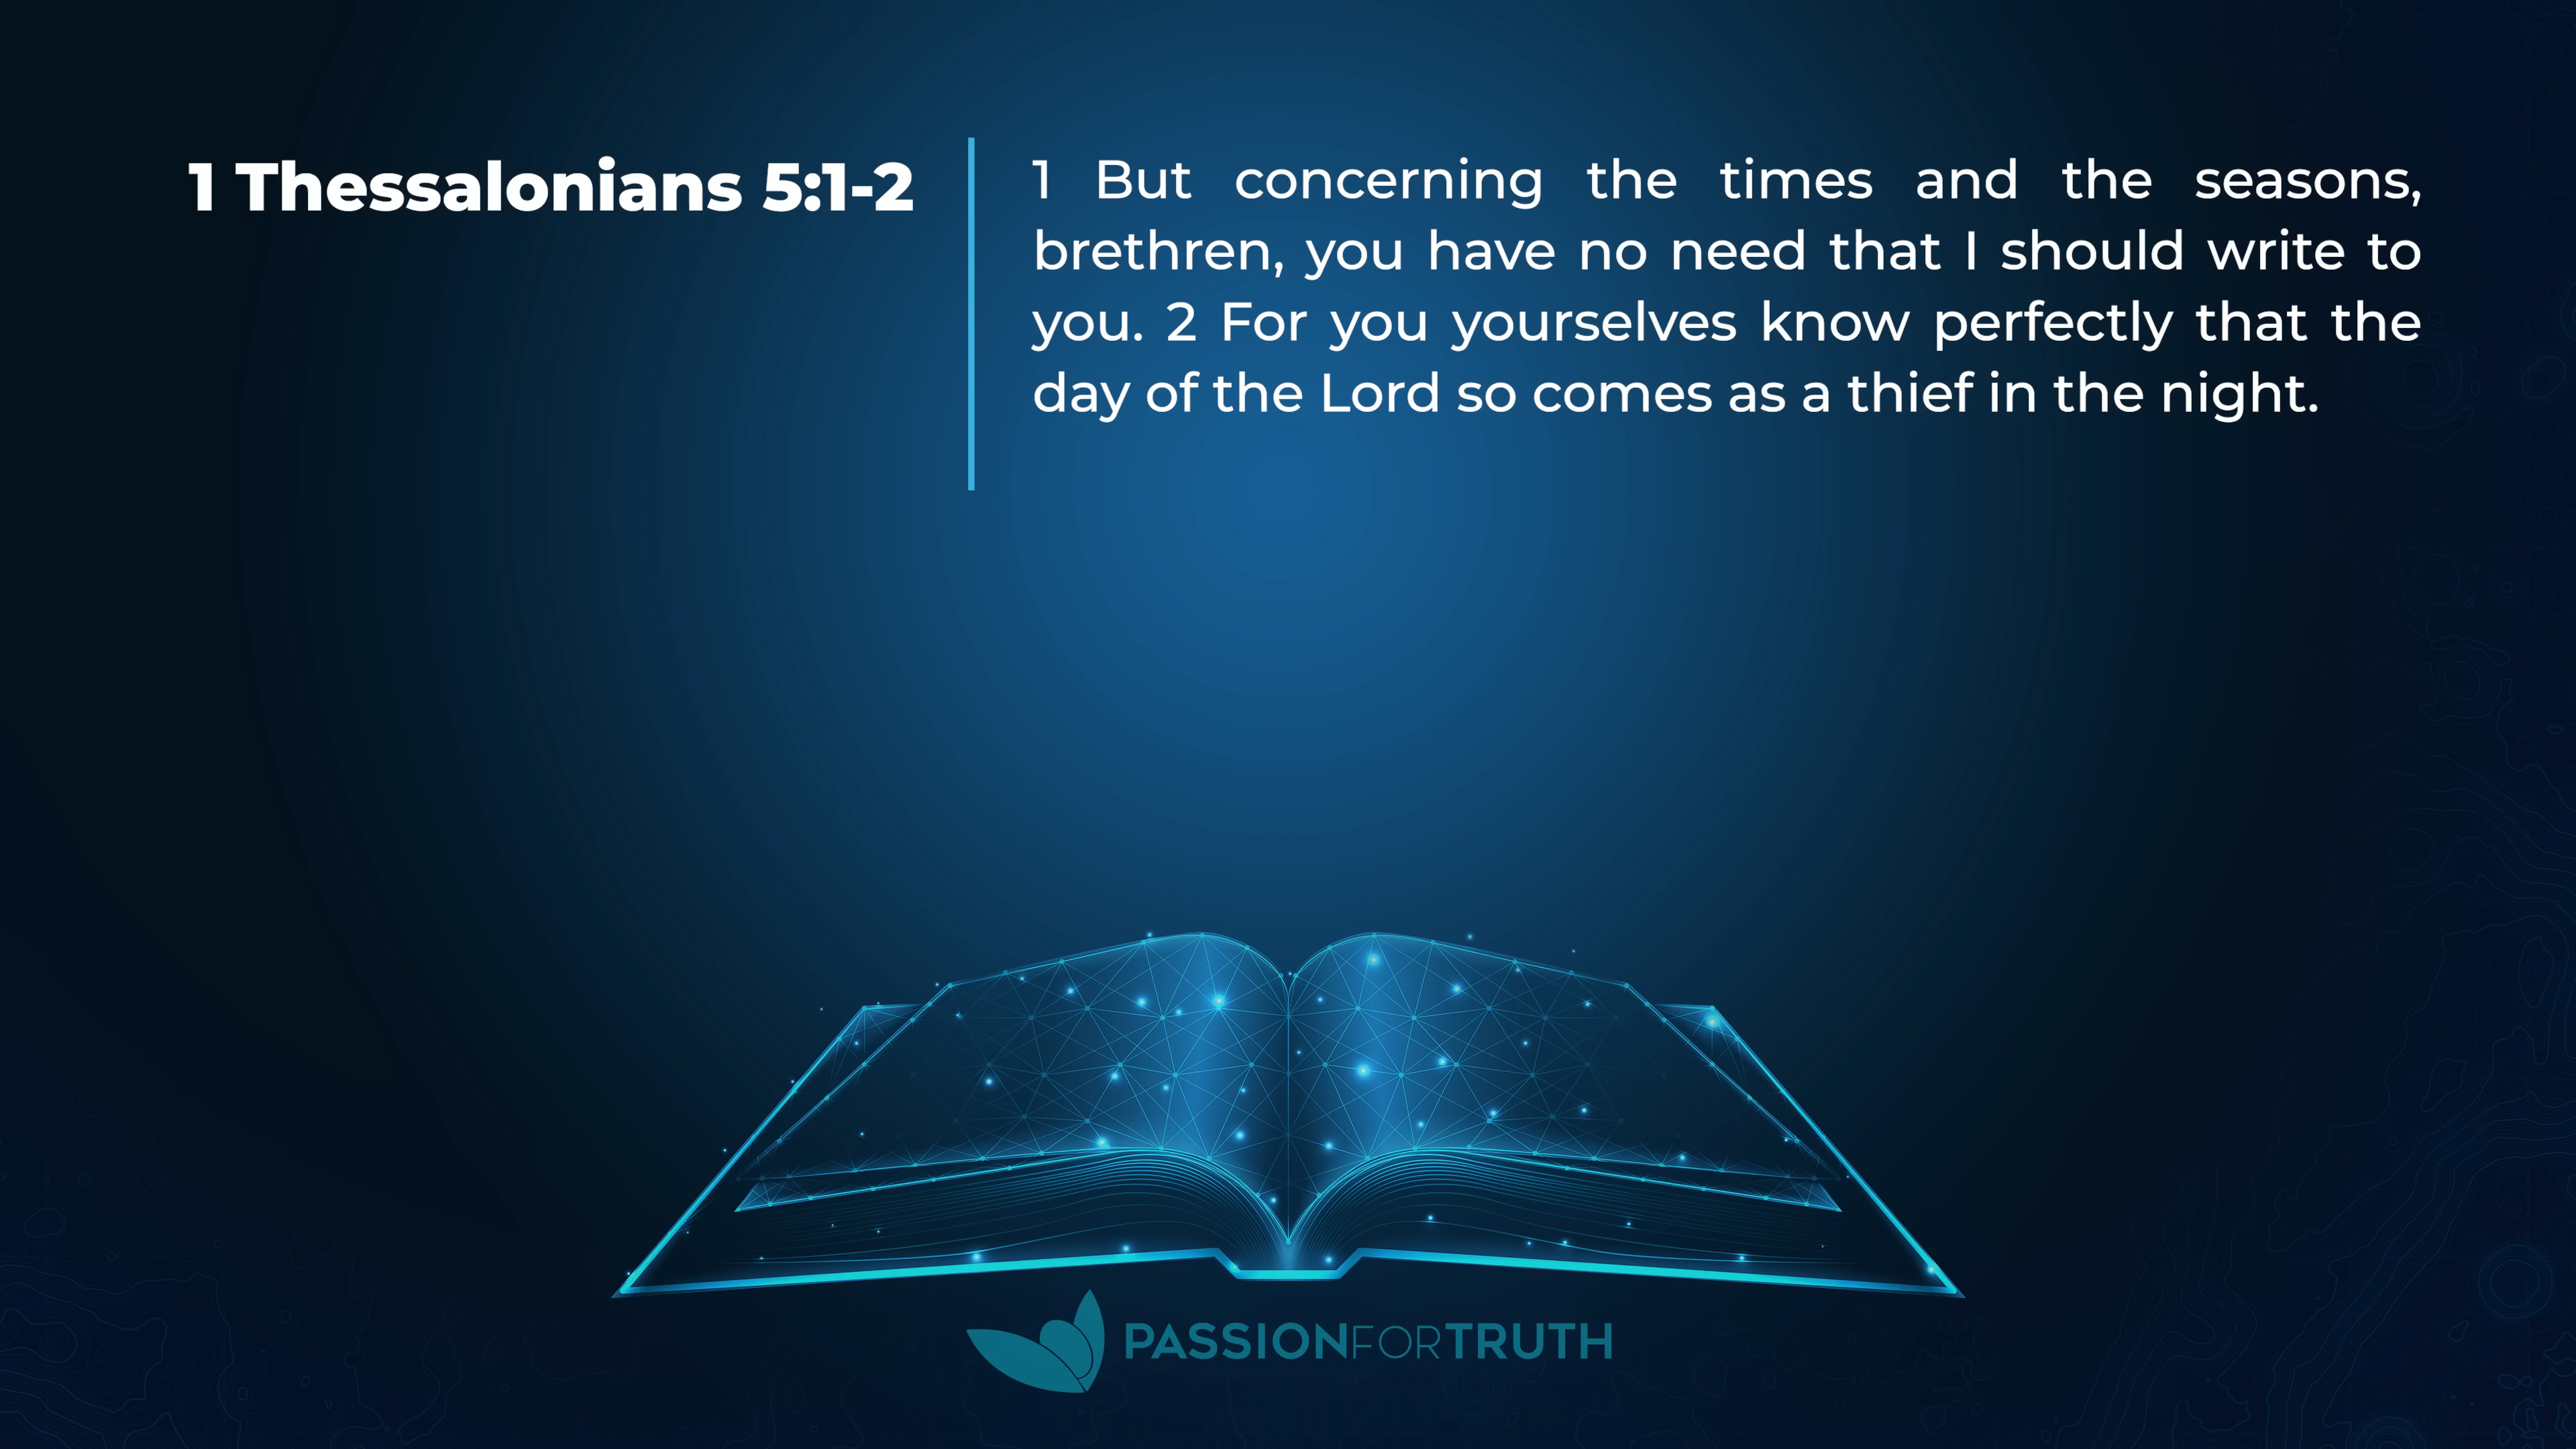 1 Thessalonians 5:1-2
1 But concerning the times and the seasons,
brethren, you have no need that I should write to
you. 2 For you yourselves know perfectly that the
day of the Lord so comes as a thief in the night.
PASSIONFORTRUTH